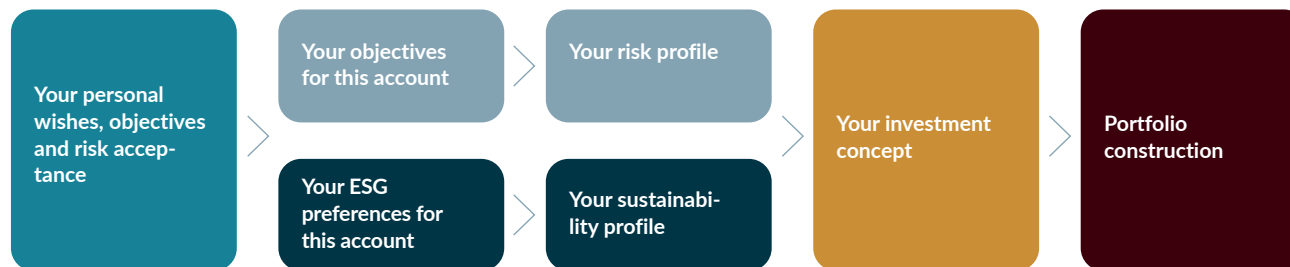 Your personal
wishes, objectives
and risk accep-
tance
Your objectives
for this account
Your risk profile
Your ESG
preferences for
this account
Your sustainabi-
lity profile
Your investment
concept
Portfolio
construction